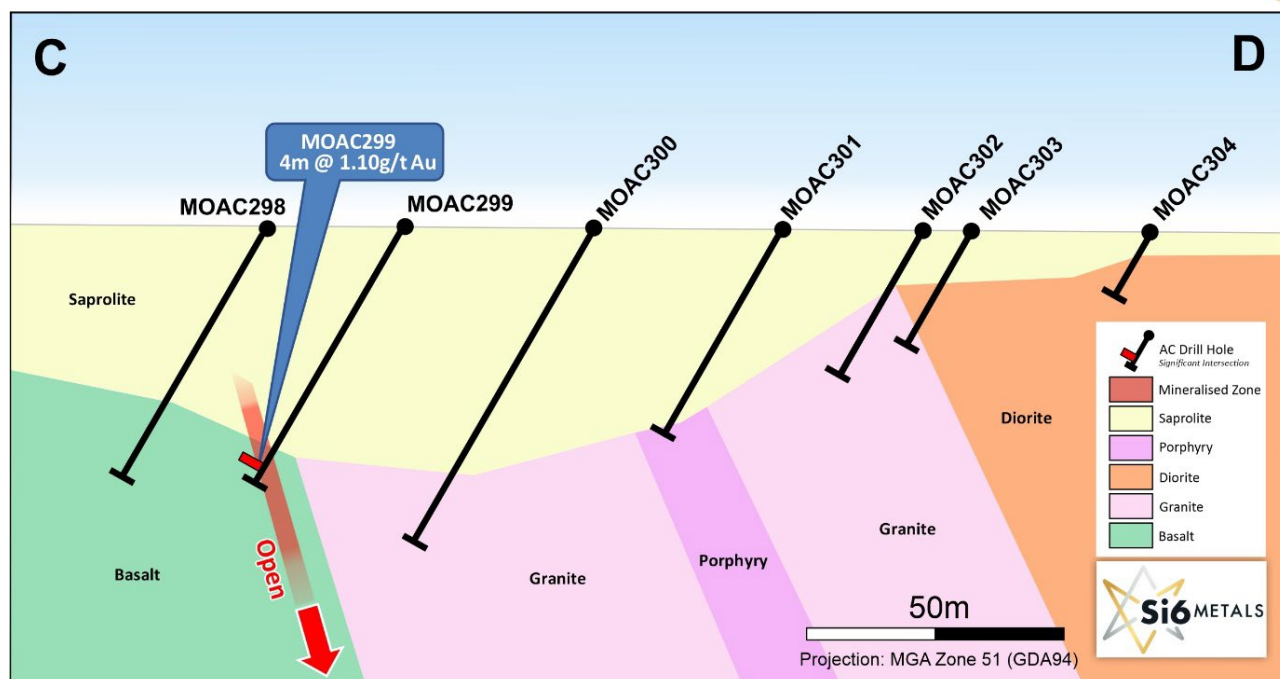 C
D
MOAC299
4m @ 1.10g/t Au
MOAC298
MOAC299
MOAC300
MOAC301
MOAC302
MOAC303
MOAC304
Saprolite
Basalt
Open
Granite
Porphyry
Granite
Diorite
AC Drill Hole
Significant Intersection
Mineralised Zone
Saprolite
Porphyry
Diorite
Granite
Basalt
50m
Projection: MGA Zone 51 (GDA94)
Si6 METALS